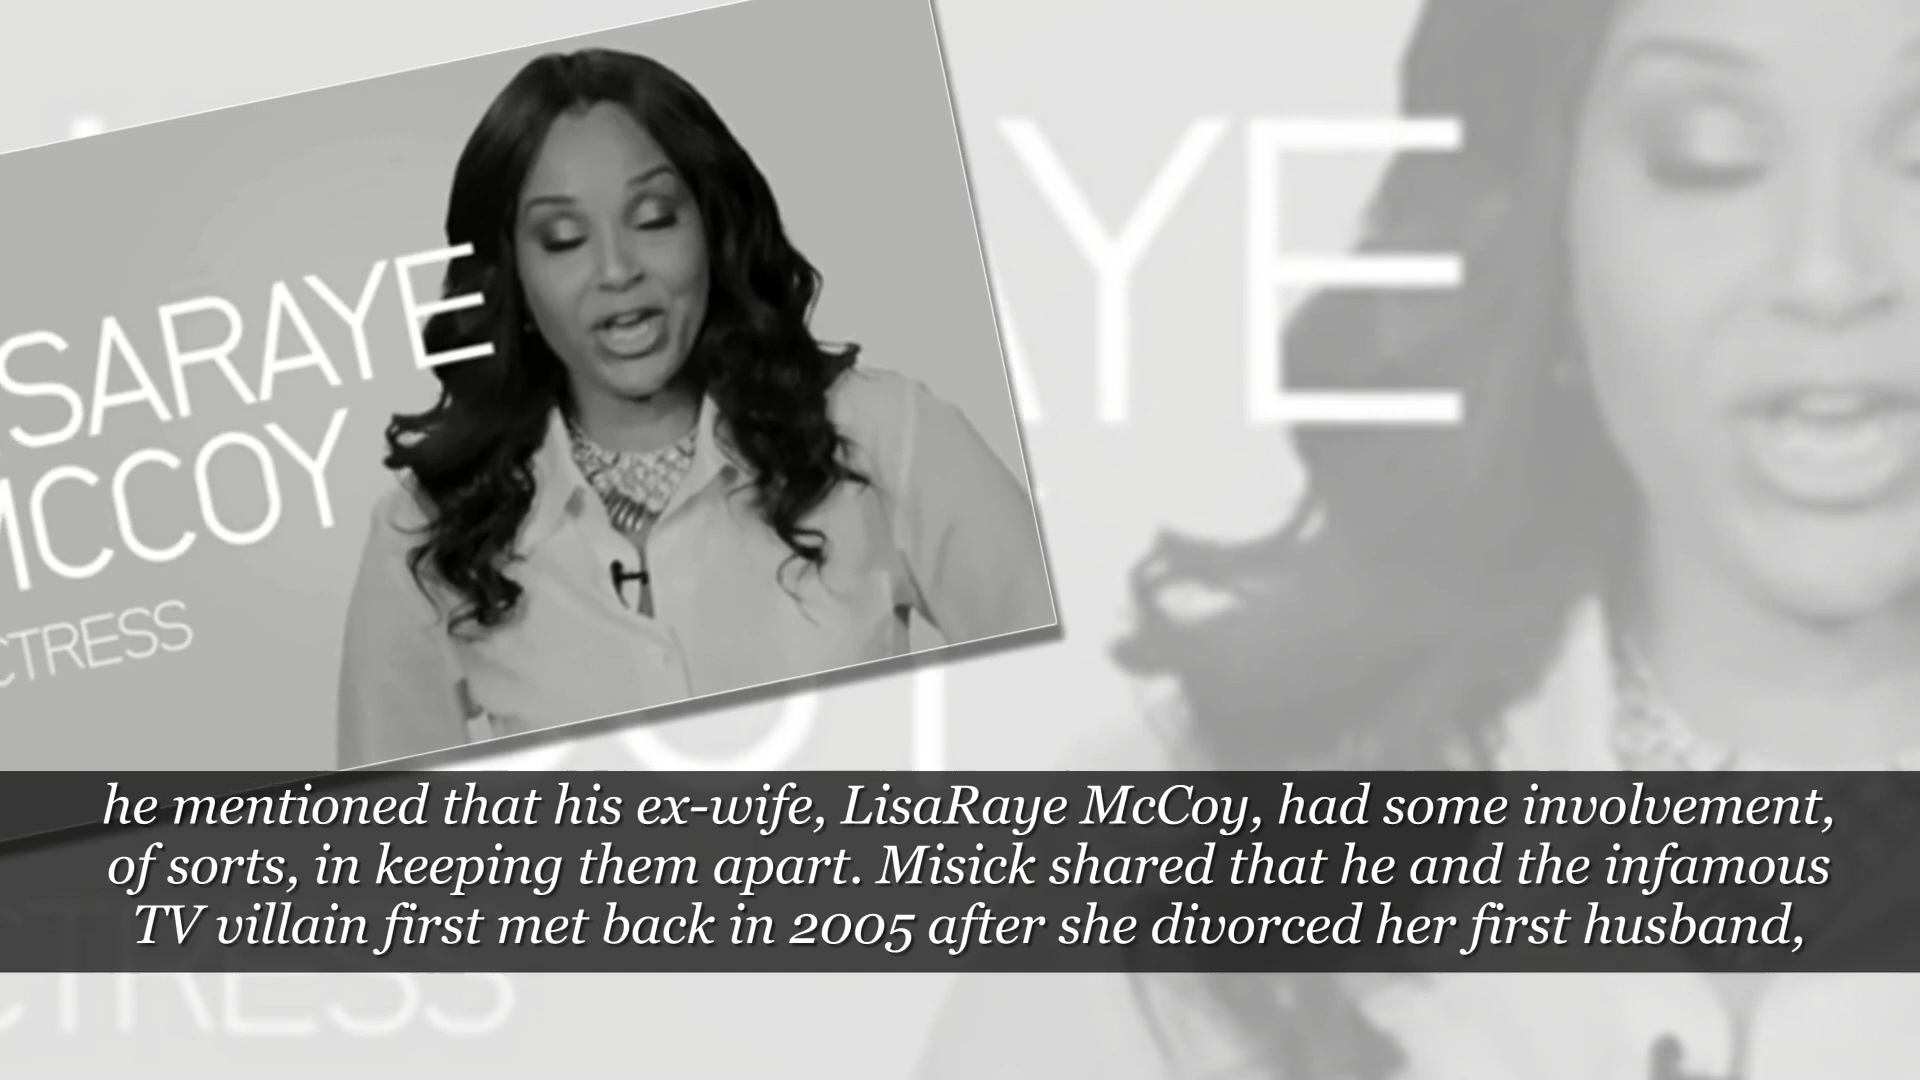 ISARAYE
MCCOY
CTRESS
YE
he mentioned that his ex-wife, LisaRaye McCoy, had some involvement,
of sorts, in keeping them apart. Misick shared that he and the infamous
TV villain first met back in 2005 after she divorced her first husband,
CTRESS